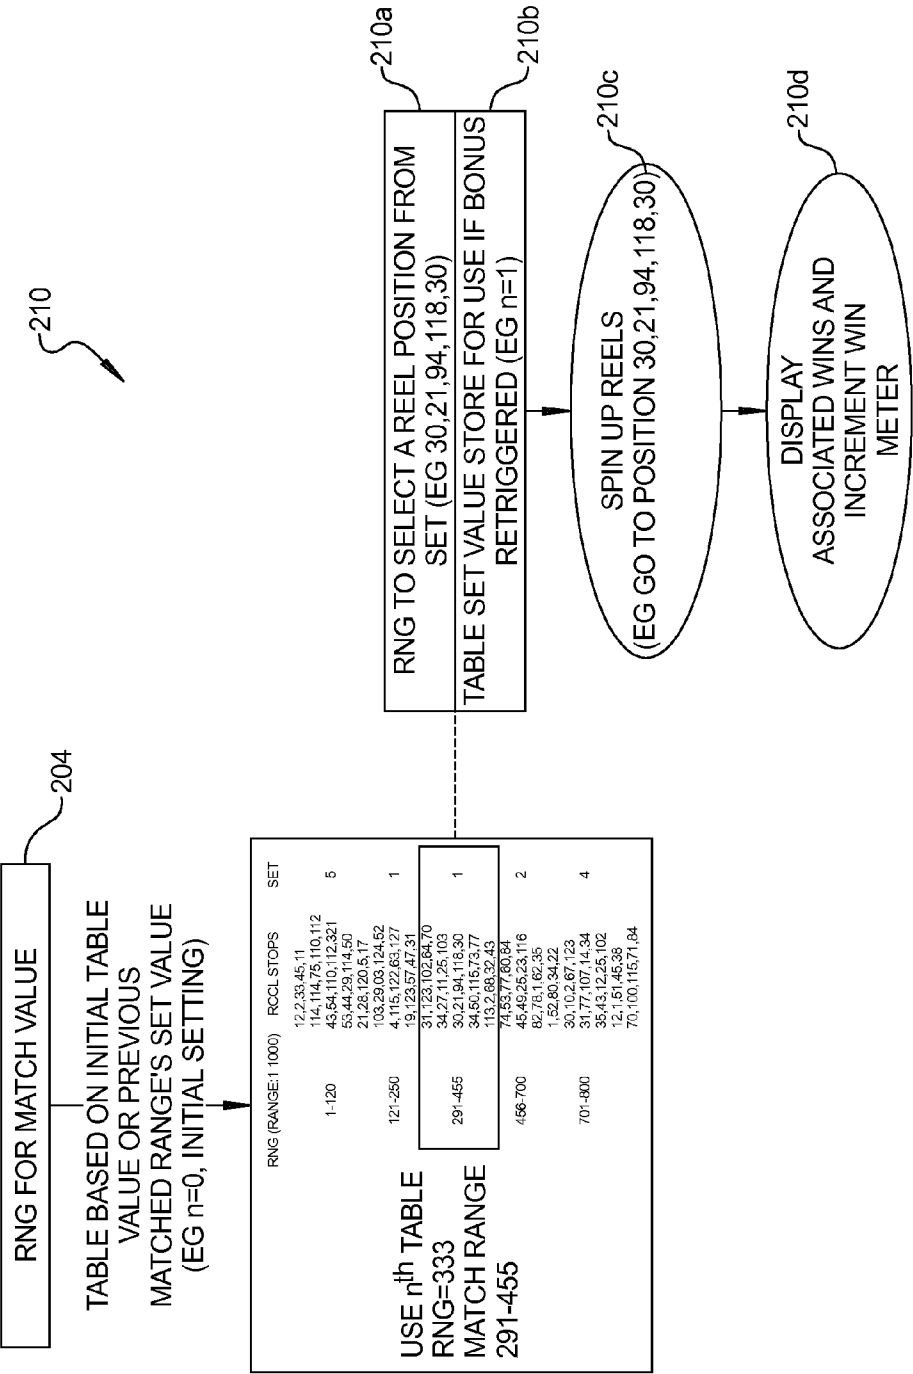 210
RNG FOR MATCH VALUE
204
TABLE BASED ON INITIAL TABLE
VALUE OR PREVIOUS
MATCHED RANGE'S SET VALUE
(EG n=0, INITIAL SETTING)
USE nth TABLE
RNG=333
MATCH RANGE
291-455
RNG (RANGE:1 1000) RCCL STOPS SET
12,2,33,45,11
114,114,75,110,112
1-120 43,54,110,112,321 5
53,44,29,114,50
21,28,120,5,17
103,29,03,124,52
121-250 4,115,122,63,127 1
19,123,57,47,31
31,123,102,64,70
34,27,11,25,103
291-455 30,21,94,118,30 1
34,50,115,73,77
113,2,68,32,43
74,53,77,60,84
456-700 45,49,25,23,116 2
82,78,1,62,35
1,52,80,34,22
30,10,2,67,123
701-800 31,77,107,14,34 4
35,43,12,25,102
12,1,51,45,38
70,100,115,71,84
RNG TO SELECT A REEL POSITION FROM
SET (EG 30,21,94,118,30)
210a
TABLE SET VALUE STORE FOR USE IF BONUS
RETRIGGERED (EG n=1)
210b
SPIN UP REELS
(EG GO TO POSITION 30,21,94,118,30)
210c
DISPLAY
ASSOCIATED WINS AND
INCREMENT WIN
METER
210d